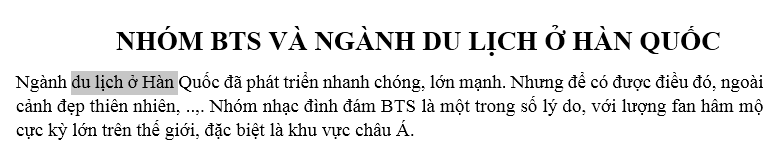 NHÓM BTS VÀ NGÀNH DU LỊCH Ở HÀN QUỐC
Ngành du lịch ở Hàn Quốc đã phát triển nhanh chóng, lớn mạnh. Nhưng để có được điều đó, ngoài
cảnh đẹp thiên nhiên, ..,. Nhóm nhạc đình đám BTS là một trong số lý do, với lượng fan hâm mộ
cực kỳ lớn trên thế giới, đặc biệt là khu vực châu Á.